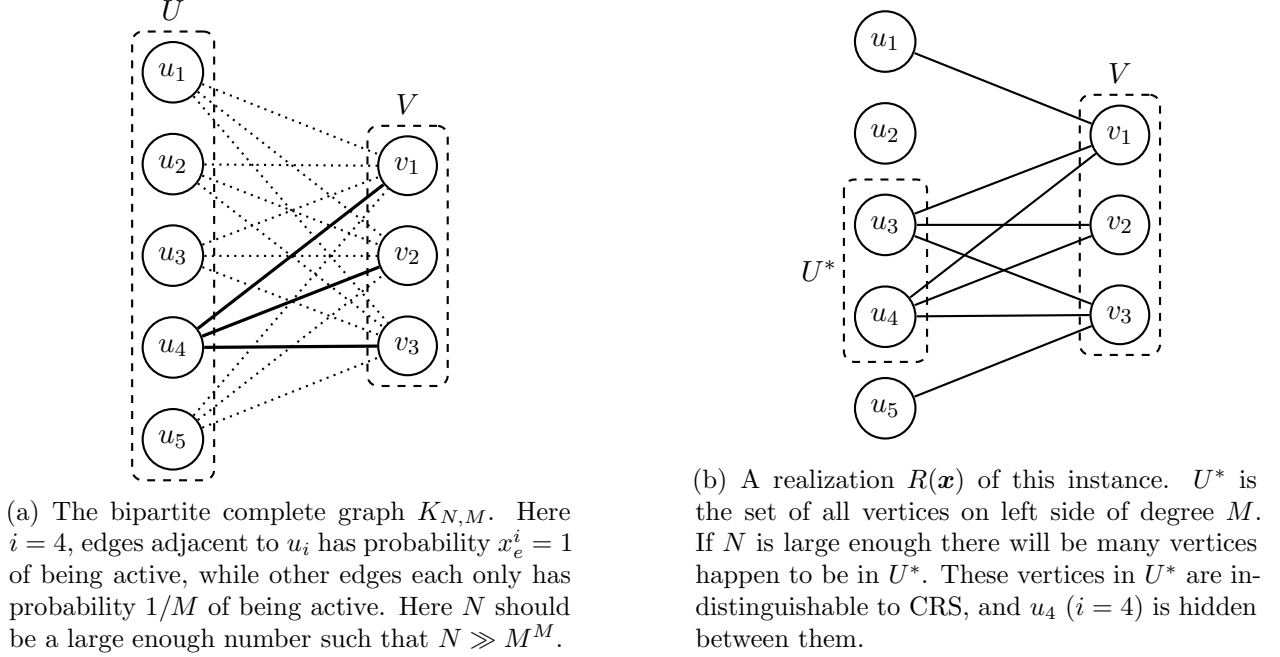 U
u₁
u₂
u₃
u₄
u₅
V
v₁
v₂
v₃
(a) The bipartite complete graph K_{N,M}. Here
i = 4, edges adjacent to u_i has probability x_e^i = 1
of being active, while other edges each only has
probability 1/M of being active. Here N should
be a large enough number such that N ≫ M^M.
u₁
u₂
u₃
u₄
u₅
U*
V
v₁
v₂
v₃
(b) A realization R(x) of this instance. U* is
the set of all vertices on left side of degree M.
If N is large enough there will be many vertices
happen to be in U*. These vertices in U* are in-
distinguishable to CRS, and u₄ (i = 4) is hidden
between them.